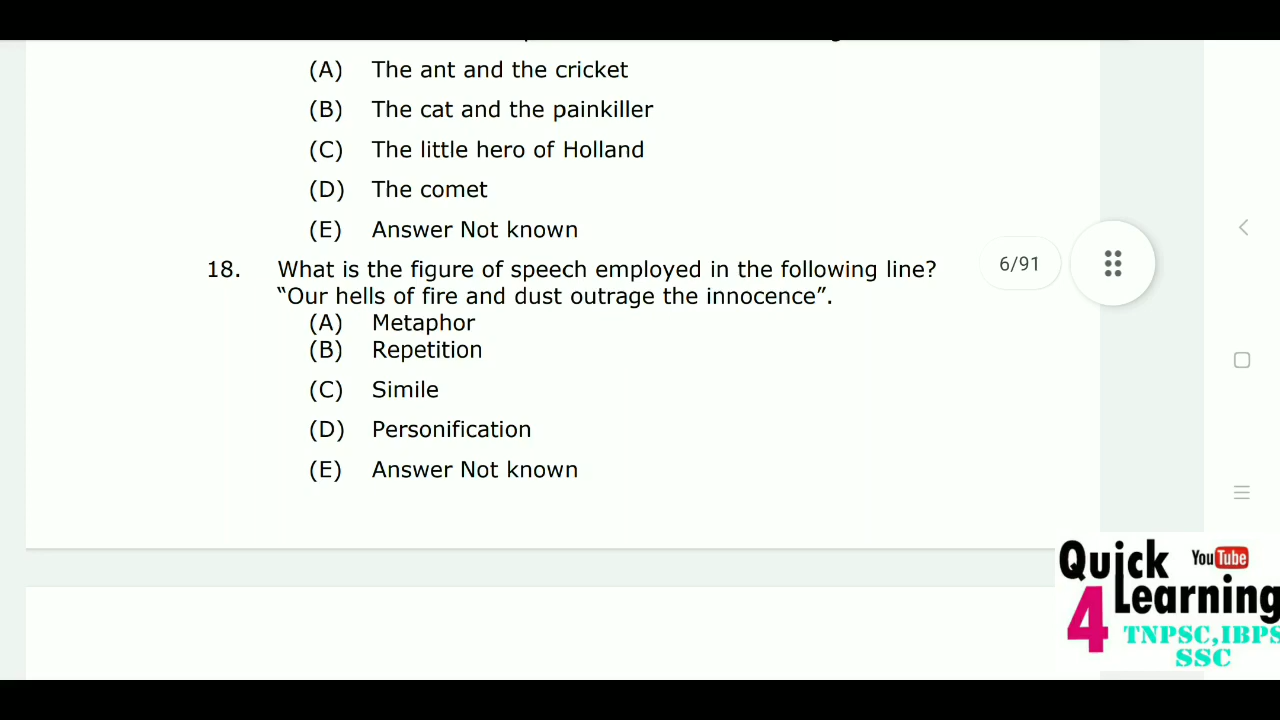 (A) The ant and the cricket
(B) The cat and the painkiller
(C) The little hero of Holland
(D) The comet
(E) Answer Not known
18. What is the figure of speech employed in the following line?
“Our hells of fire and dust outrage the innocence”.
(A) Metaphor
(B) Repetition
(C) Simile
(D) Personification
(E) Answer Not known
6/91
Quick YouTube
4 Learning
TNPSC,IBPS
SSC